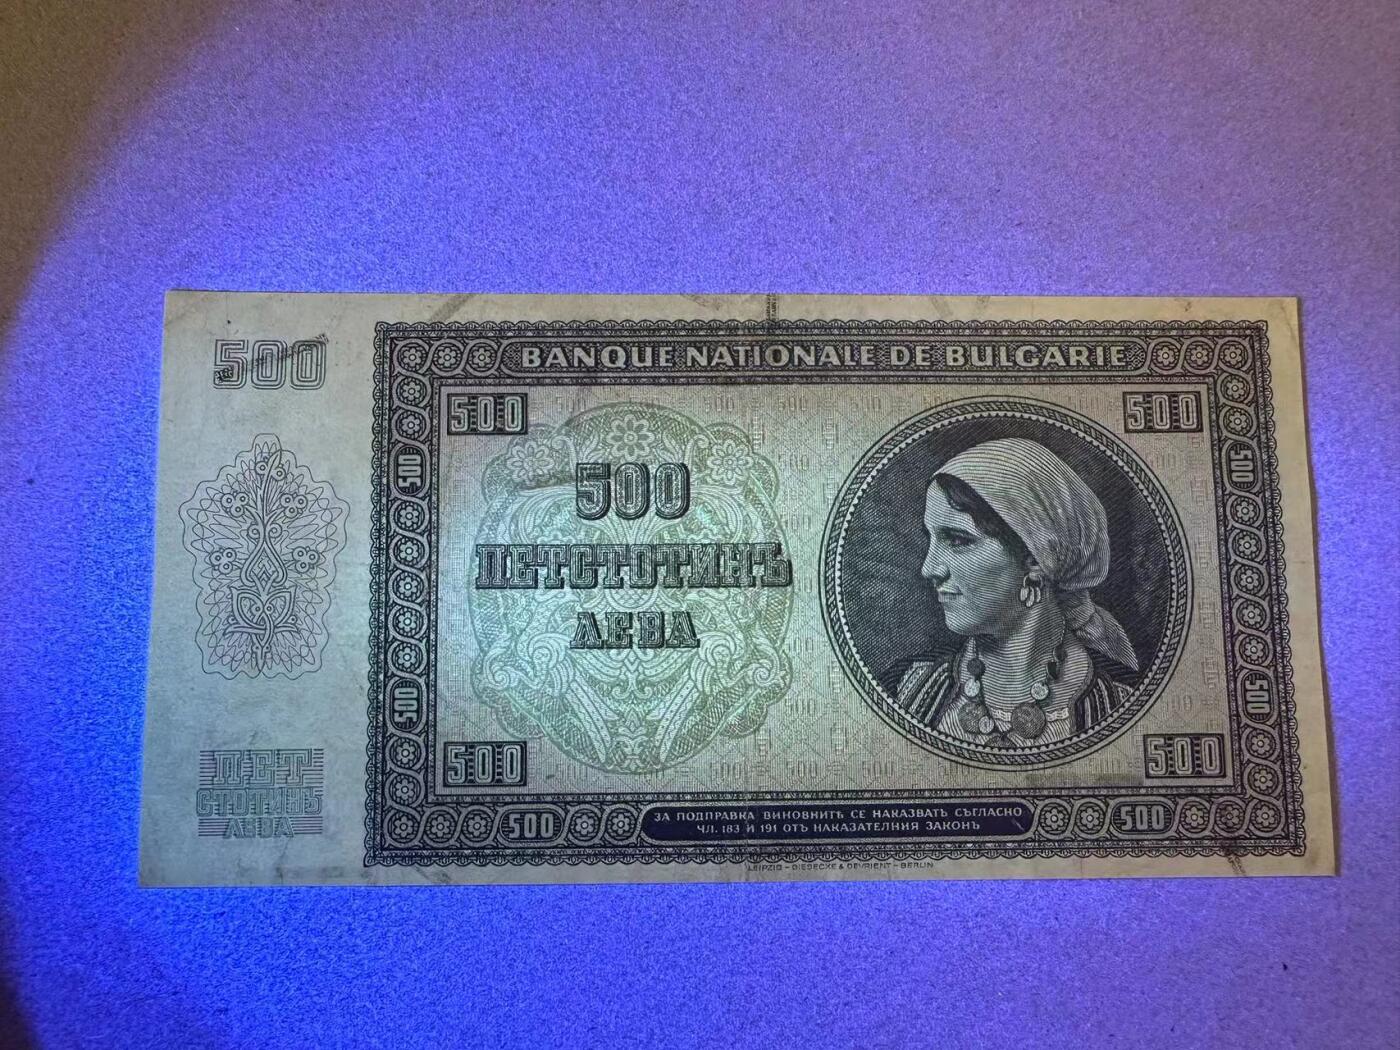 500
BANQUE NATIONALE DE BULGARIE
500
500
500
500
500
ПЕТСТОТИНЪ
ЛЕВА
500
500
500
500
ПЕТ
СТОТИНЪ
ЛЕВА
500
ЗА ПОДПРАВКА ВИНОВНИТѢ СЕ НАКАЗВАТЪ СЪГЛАСНО
ЧЛ. 183 И 191 ОТЪ НАКАЗАТЕЛНИЯ ЗАКОНЪ
500
LEIPZIG – GIESECKE & DEVRIENT – BERLIN